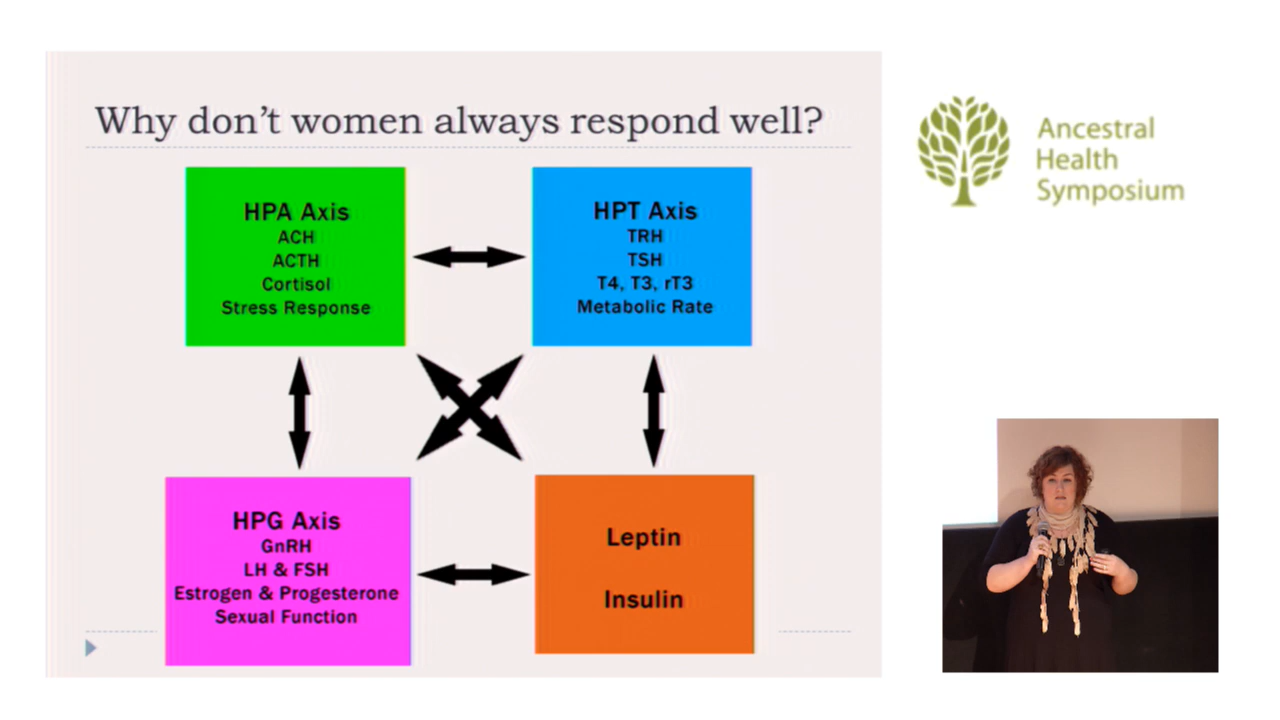 Why don't women always respond well?
HPA Axis
ACH
ACTH
Cortisol
Stress Response
HPT Axis
TRH
TSH
T4, T3, rT3
Metabolic Rate
HPG Axis
GnRH
LH & FSH
Estrogen & Progesterone
Sexual Function
Leptin
Insulin
Ancestral
Health
Symposium